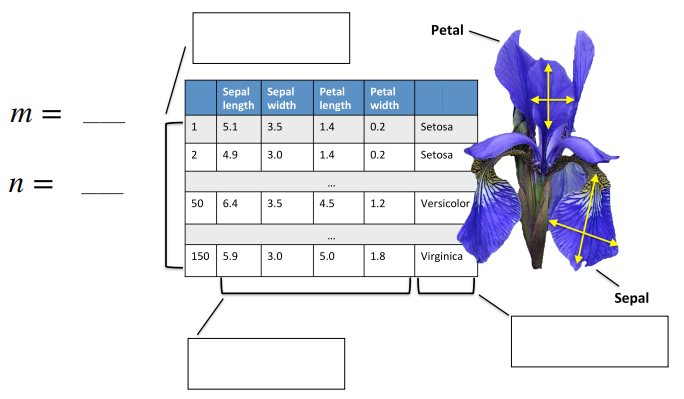 Petal
m = ___
n = ___
Sepal length Sepal width Petal length Petal width
1 5.1 3.5 1.4 0.2 Setosa
2 4.9 3.0 1.4 0.2 Setosa
...
50 6.4 3.5 4.5 1.2 Versicolor
...
150 5.9 3.0 5.0 1.8 Virginica
Sepal